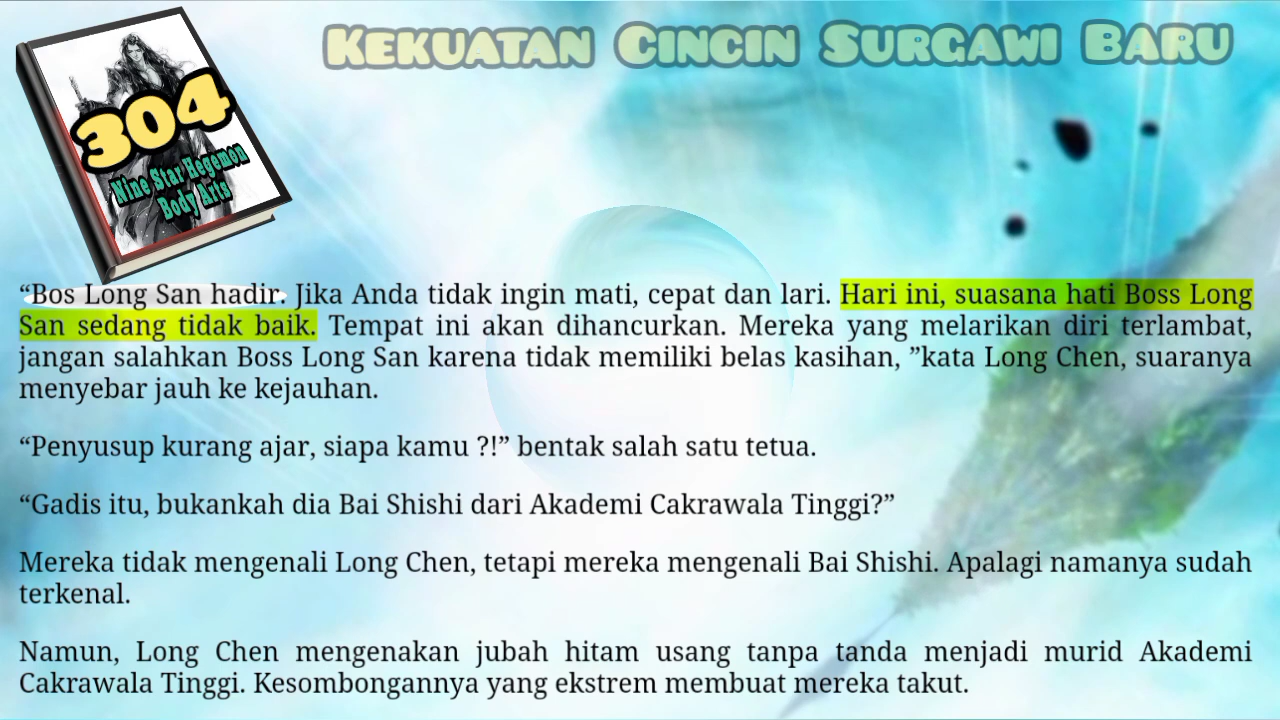 Kekuatan Cincin Surgawi Baru
304
Nine Star Hegemon
Body Arts
“Bos Long San hadir. Jika Anda tidak ingin mati, cepat dan lari. Hari ini, suasana hati Boss Long
San sedang tidak baik. Tempat ini akan dihancurkan. Mereka yang melarikan diri terlambat,
jangan salahkan Boss Long San karena tidak memiliki belas kasihan, ”kata Long Chen, suaranya
menyebar jauh ke kejauhan.
“Penyusup kurang ajar, siapa kamu ?!” bentak salah satu tetua.
“Gadis itu, bukankah dia Bai Shishi dari Akademi Cakrawala Tinggi?”
Mereka tidak mengenali Long Chen, tetapi mereka mengenali Bai Shishi. Apalagi namanya sudah
terkenal.
Namun, Long Chen mengenakan jubah hitam usang tanpa tanda menjadi murid Akademi
Cakrawala Tinggi. Kesombongannya yang ekstrem membuat mereka takut.